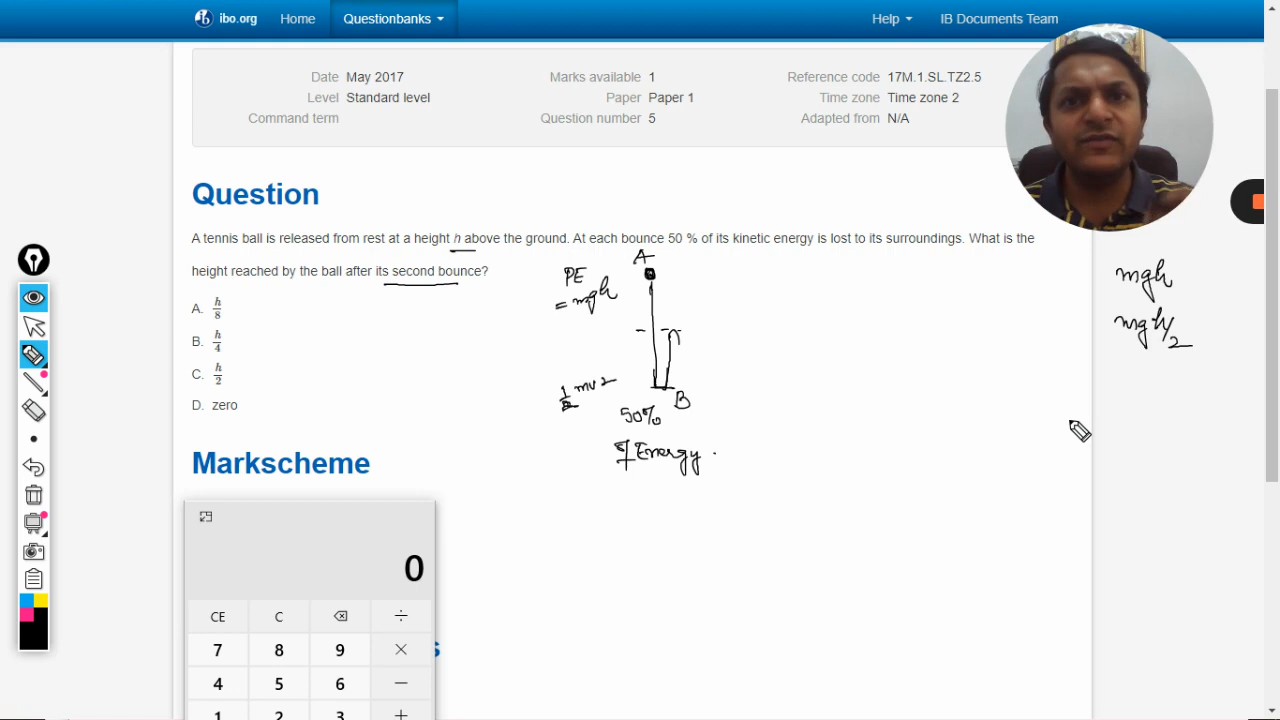 ibo.org Home Questionbanks Help IB Documents Team
Date May 2017 Marks available 1 Reference code 17M.1.SL.TZ2.5
Level Standard level Paper Paper 1 Time zone Time zone 2
Command term Question number 5 Adapted from N/A
Question
A tennis ball is released from rest at a height h above the ground. At each bounce 50 % of its kinetic energy is lost to its surroundings. What is the
height reached by the ball after its second bounce?
A. h/8
B. h/4
C. h/2
D. zero
A
PE
= mgh
1/2 mv2
B
50%
Energy
mgh
mgh/2
Markscheme
0
CE C ÷
7 8 9 ×
4 5 6 −
1 2 3 +
s